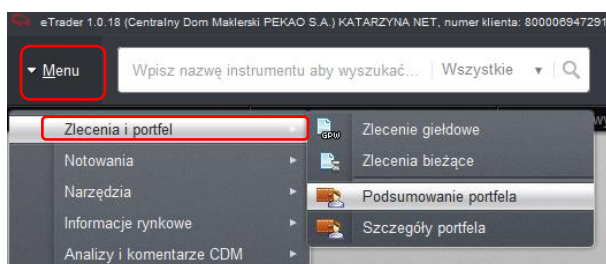 eTrader 1.0.18 (Centralny Dom Maklerski PEKAO S.A.) KATARZYNA NET, numer klienta: 800006947291
Menu
Wpisz nazwę instrumentu aby wyszukać... Wszystkie
Zlecenia i portfel
Notowania
Narzędzia
Informacje rynkowe
Analizy i komentarze CDM
GPW Zlecenie giełdowe
Zlecenia bieżące
Podsumowanie portfela
Szczegóły portfela